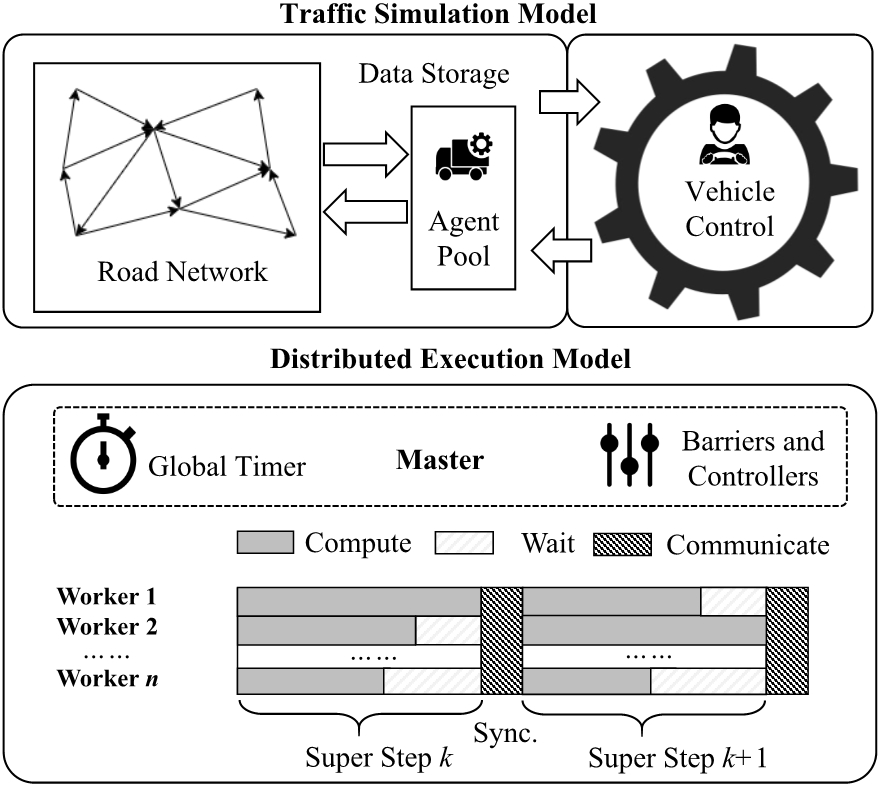 Traffic Simulation Model
Data Storage
Road Network
Agent
Pool
Vehicle
Control
Distributed Execution Model
Global Timer
Master
Barriers and
Controllers
Compute
Wait
Communicate
Worker 1
Worker 2
……
……
……
Worker n
Sync.
Super Step k
Super Step k+1